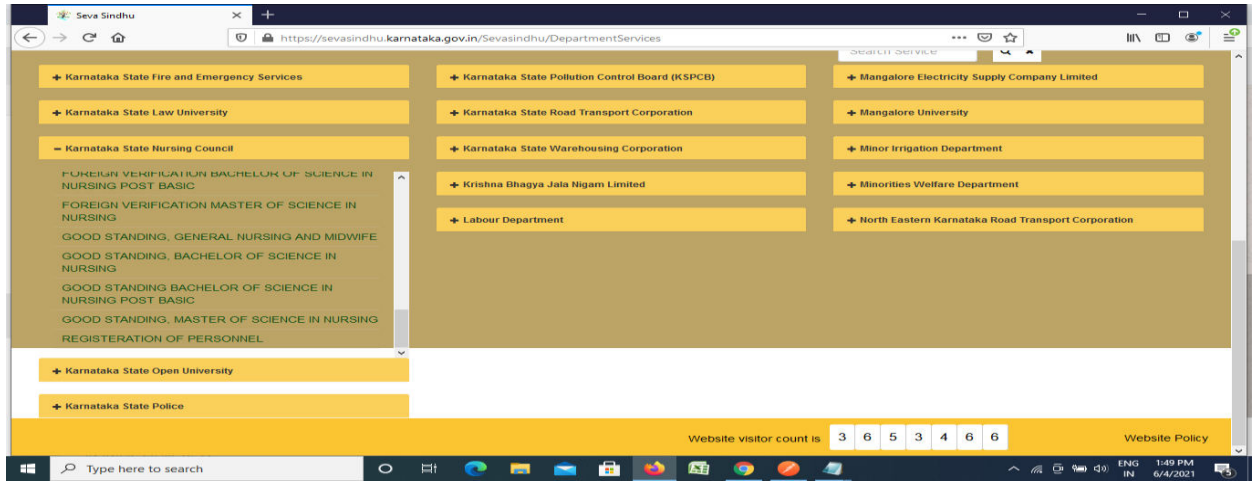 Seva Sindhu
https://sevasindhu.karnataka.gov.in/Sevasindhu/DepartmentServices
Search Service
+ Karnataka State Fire and Emergency Services
+ Karnataka State Pollution Control Board (KSPCB)
+ Mangalore Electricity Supply Company Limited
+ Karnataka State Law University
+ Karnataka State Road Transport Corporation
+ Mangalore University
− Karnataka State Nursing Council
+ Karnataka State Warehousing Corporation
+ Minor Irrigation Department
FOREIGN VERIFICATION BACHELOR OF SCIENCE IN
NURSING POST BASIC
FOREIGN VERIFICATION MASTER OF SCIENCE IN
NURSING
GOOD STANDING, GENERAL NURSING AND MIDWIFE
GOOD STANDING, BACHELOR OF SCIENCE IN
NURSING
GOOD STANDING BACHELOR OF SCIENCE IN
NURSING POST BASIC
GOOD STANDING, MASTER OF SCIENCE IN NURSING
REGISTERATION OF PERSONNEL
+ Krishna Bhagya Jala Nigam Limited
+ Minorities Welfare Department
+ Labour Department
+ North Eastern Karnataka Road Transport Corporation
+ Karnataka State Open University
+ Karnataka State Police
Website visitor count is 3 6 5 3 4 6 6
Website Policy
Type here to search
ENG
IN
1:49 PM
6/4/2021
5